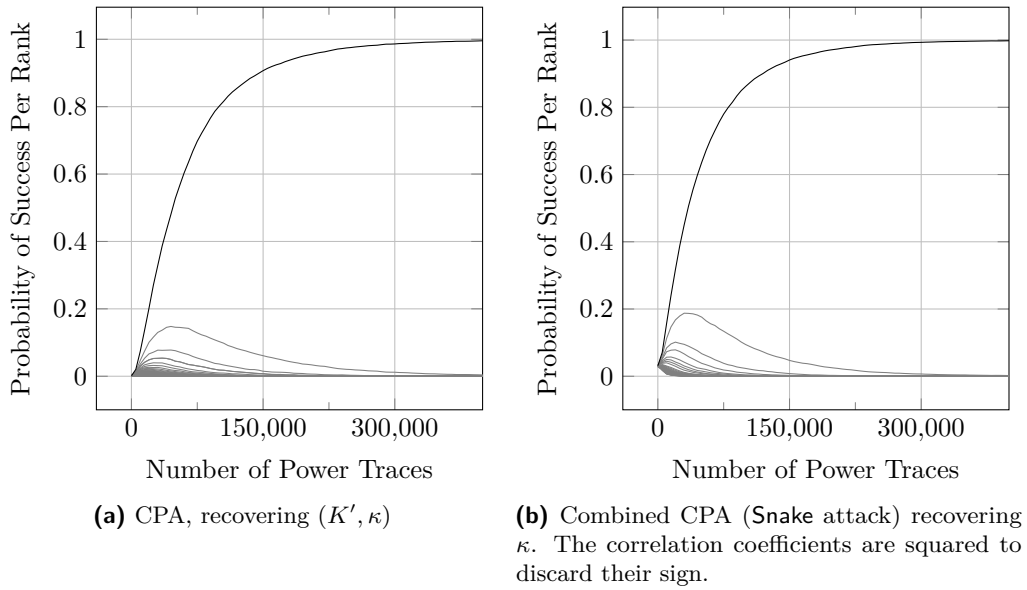 Probability of Success Per Rank
1
0.8
0.6
0.4
0.2
0
0
150,000
300,000
Number of Power Traces
(a) CPA, recovering (K′, κ)
Probability of Success Per Rank
1
0.8
0.6
0.4
0.2
0
0
150,000
300,000
Number of Power Traces
(b) Combined CPA (Snake attack) recovering
κ. The correlation coefficients are squared to
discard their sign.